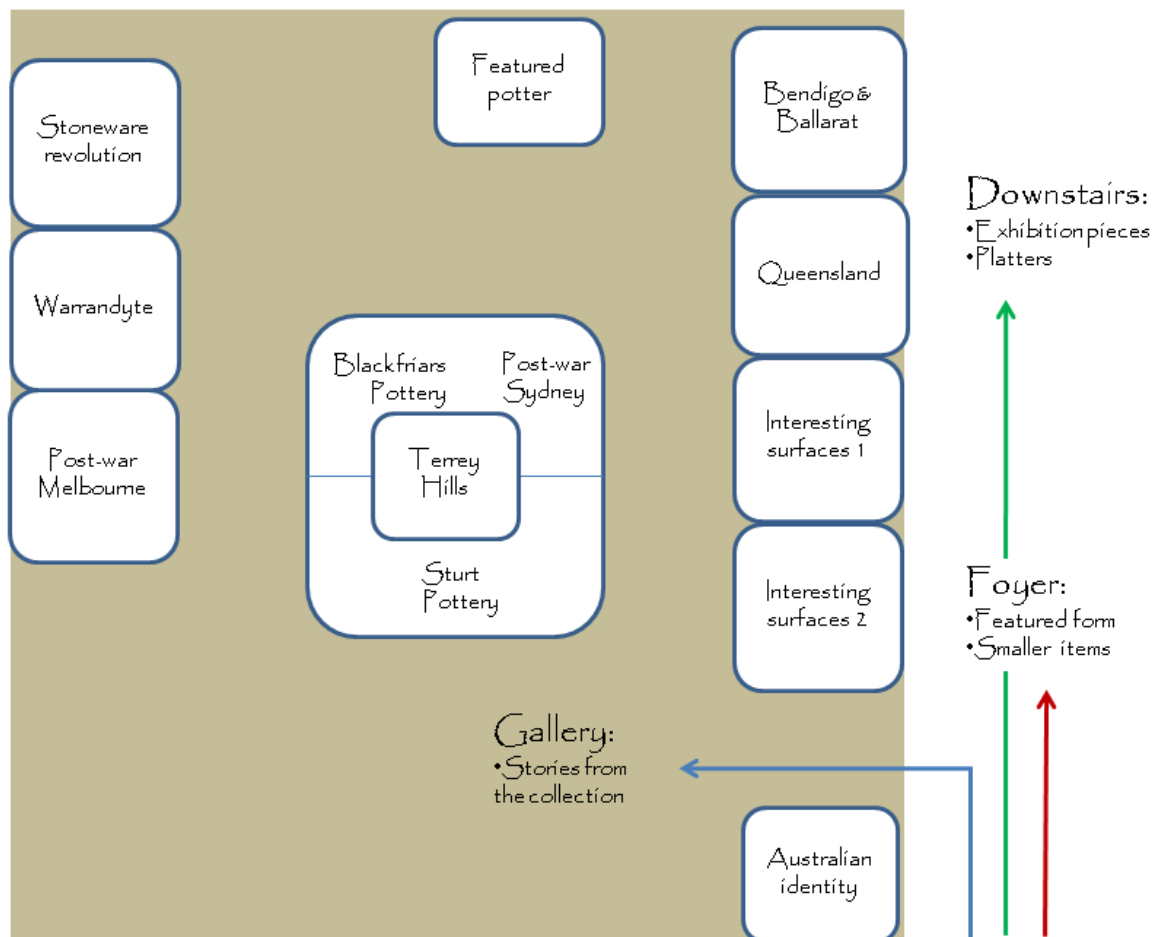 Featured
potter
Bendigo &
Ballarat
Stoneware
revolution
Downstairs:
•Exhibition pieces
•Platters
Queensland
Warrandyte
Blackfriars
Pottery
Post-war
Sydney
Interesting
surfaces 1
Post-war
Melbourne
Terrey
Hills
Sturt
Pottery
Interesting
surfaces 2
Foyer:
•Featured form
•Smaller items
Gallery:
•Stories from
the collection
Australian
identity